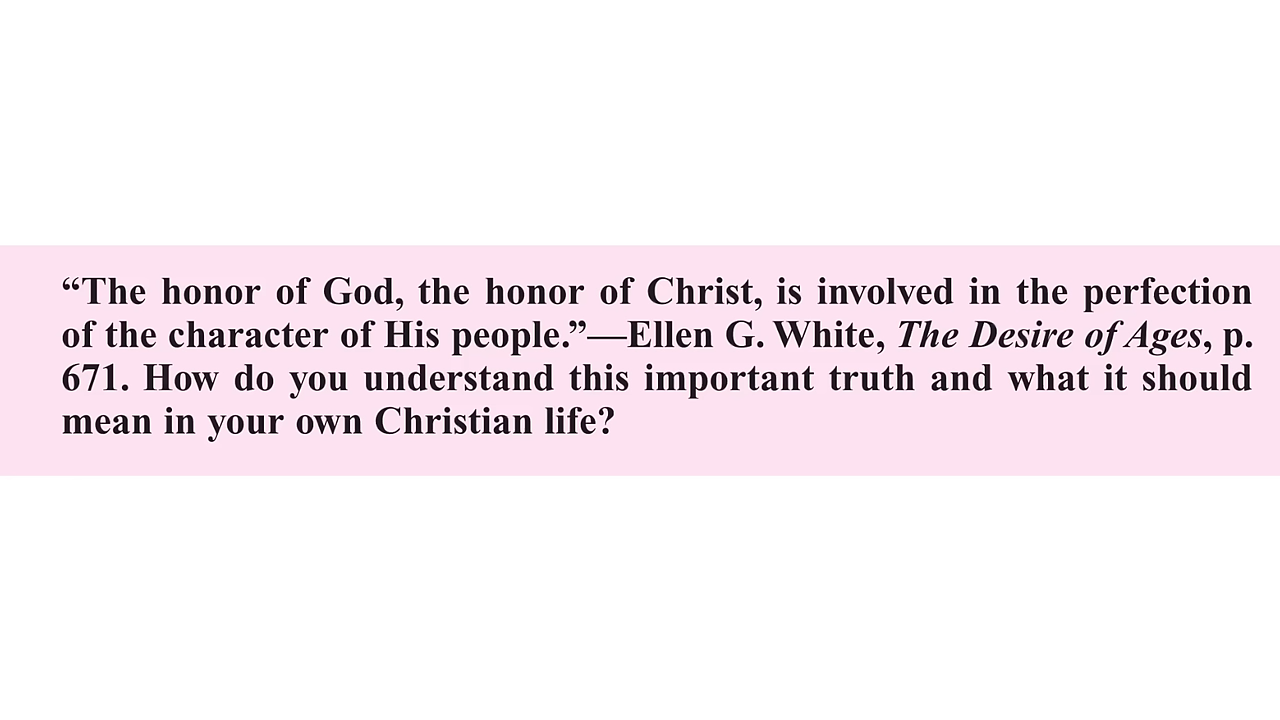 “The honor of God, the honor of Christ, is involved in the perfection
of the character of His people.”—Ellen G. White, The Desire of Ages, p.
671. How do you understand this important truth and what it should
mean in your own Christian life?